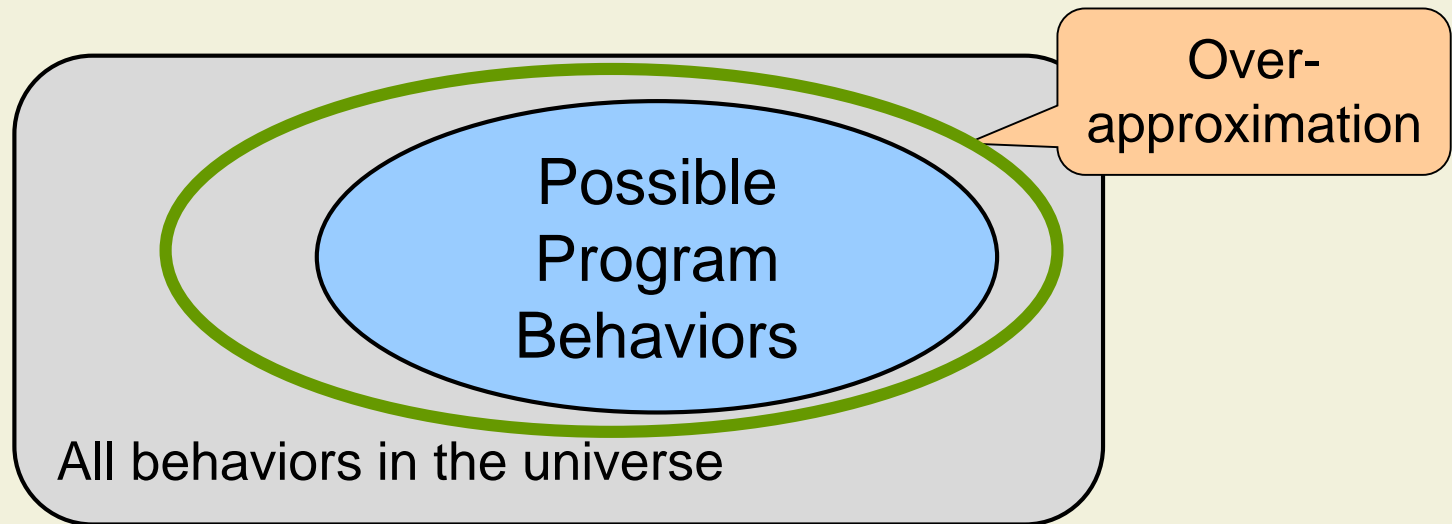 Over-
approximation
Possible
Program
Behaviors
All behaviors in the universe